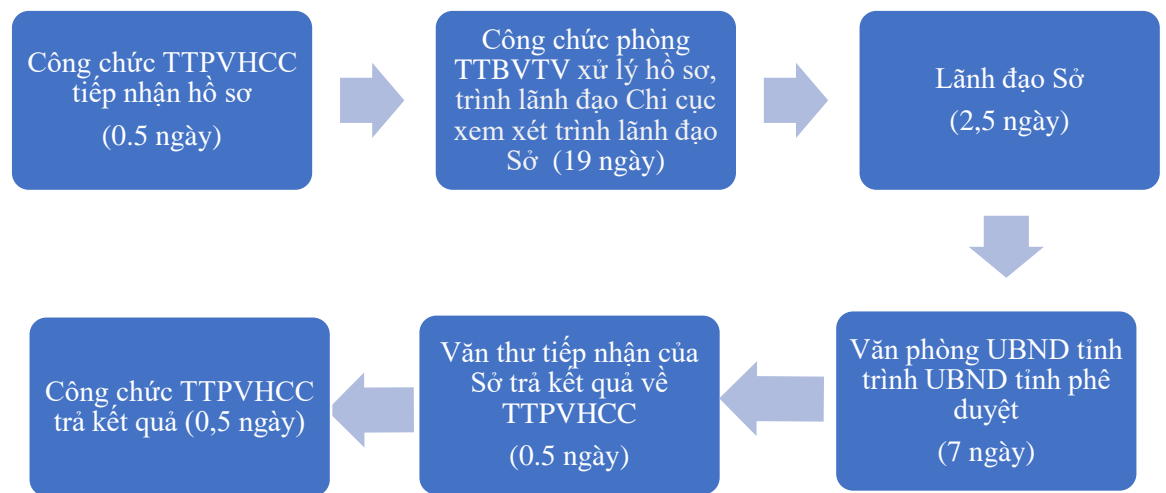 Công chức TTPVHCC
tiếp nhận hồ sơ
(0.5 ngày)
Công chức phòng
TTBVTV xử lý hồ sơ,
trình lãnh đạo Chi cục
xem xét trình lãnh đạo
Sở (19 ngày)
Lãnh đạo Sở
(2,5 ngày)
Văn phòng UBND tỉnh
trình UBND tỉnh phê
duyệt
(7 ngày)
Văn thư tiếp nhận của
Sở trả kết quả về
TTPVHCC
(0.5 ngày)
Công chức TTPVHCC
trả kết quả (0,5 ngày)